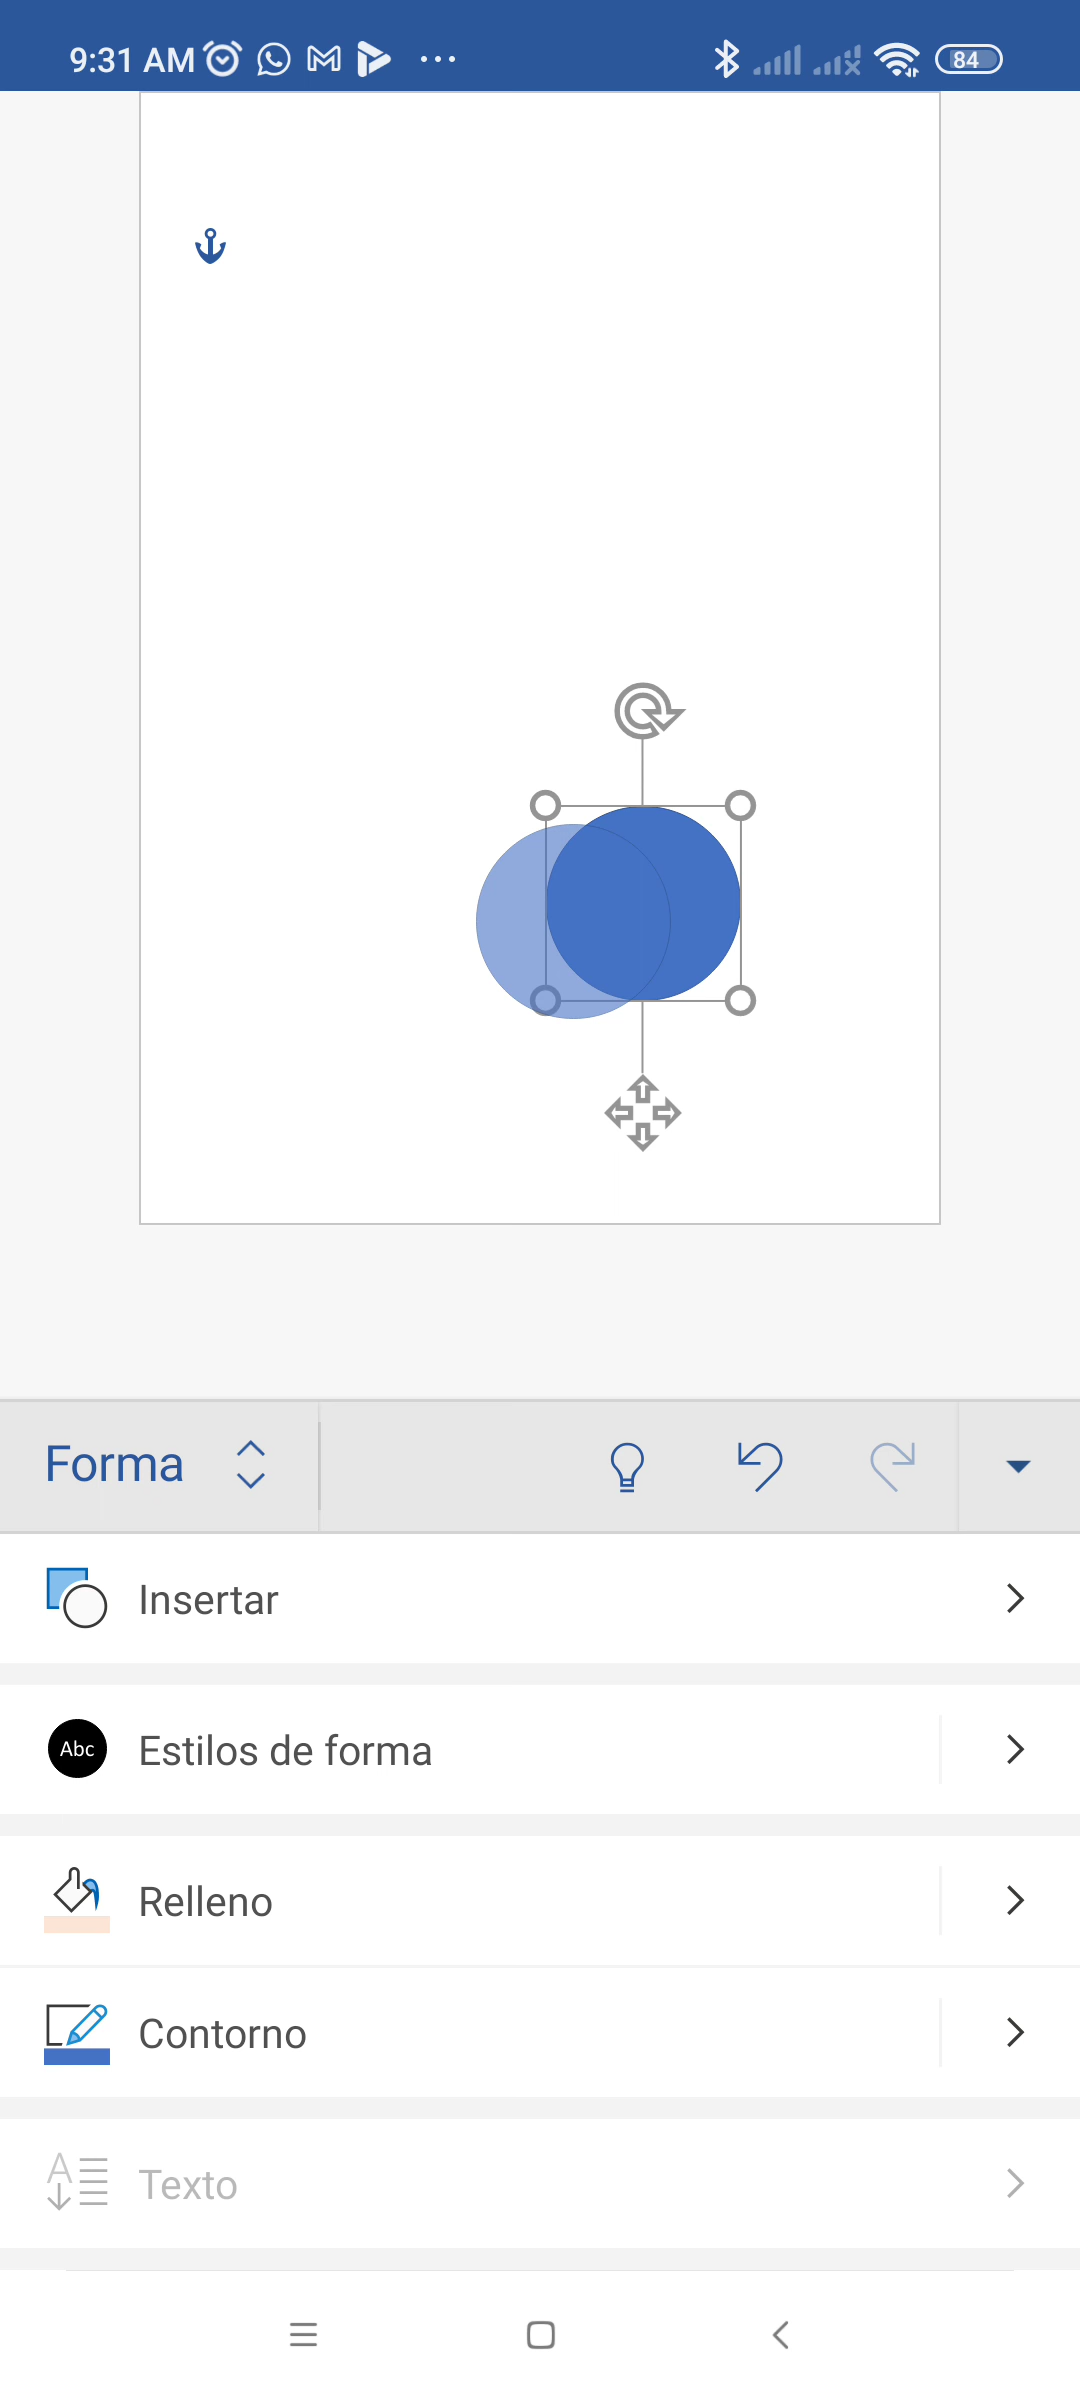 9:31 AM
84
Forma
Insertar
Abc
Estilos de forma
Relleno
Contorno
A
Texto